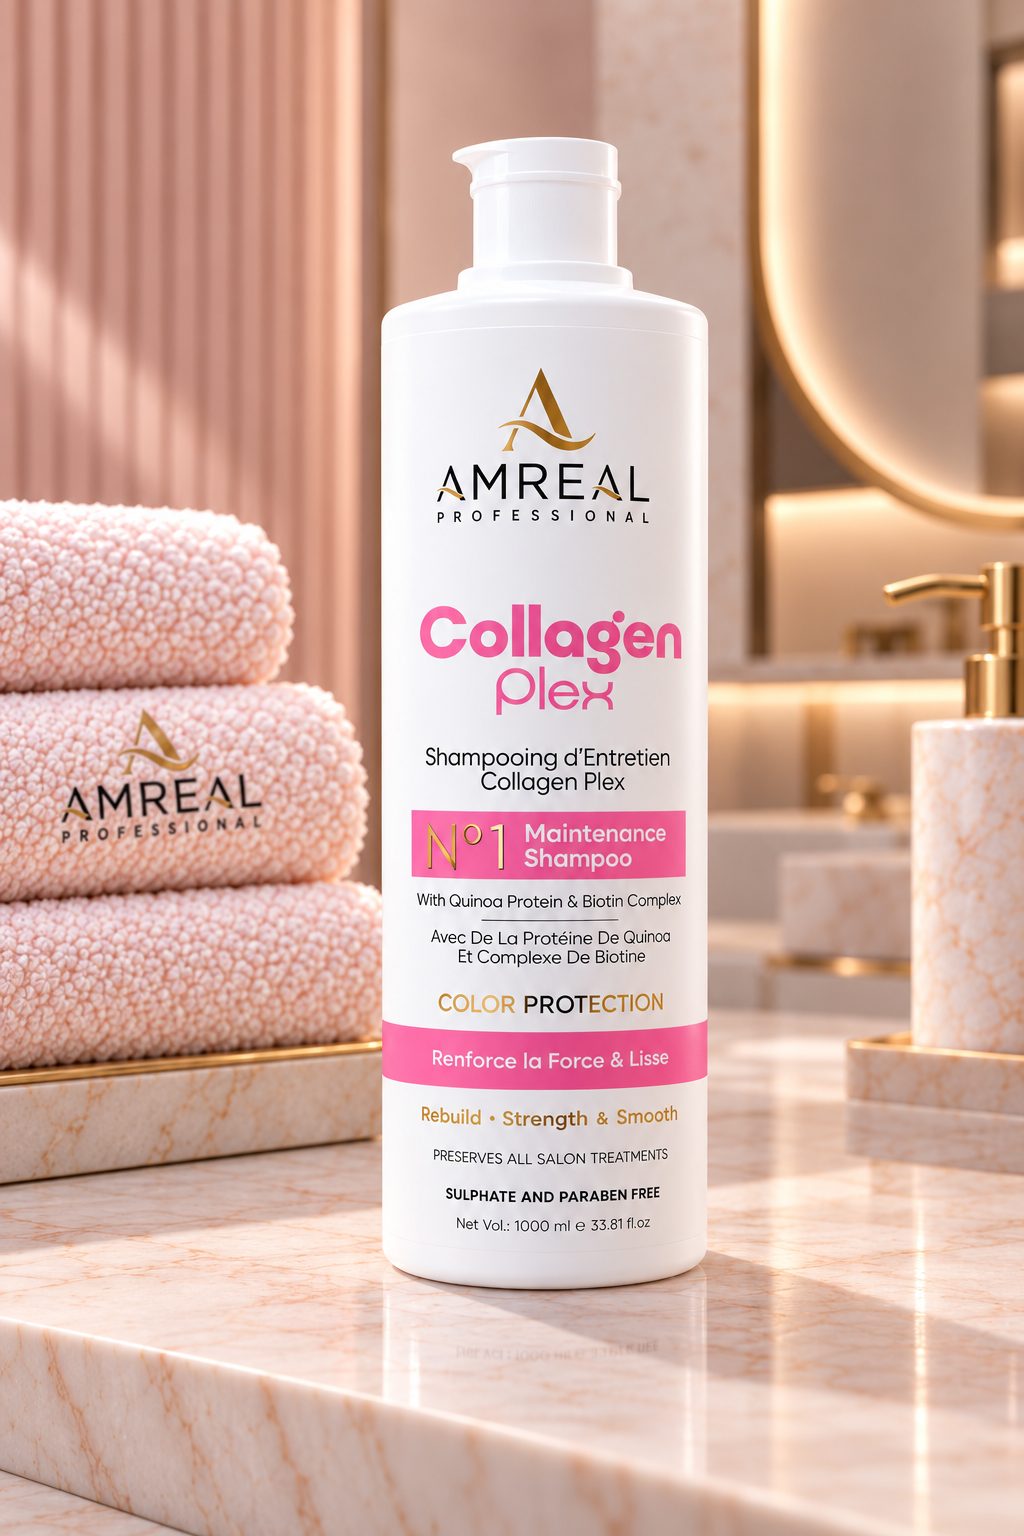 AMREAL
PROFESSIONAL
Collagen
Plex
Shampooing d'Entretien
Collagen Plex
N°1 Maintenance
Shampoo
With Quinoa Protein & Biotin Complex
Avec De La Protéine De Quinoa
Et Complexe De Biotine
COLOR PROTECTION
Renforce la Force & Lisse
Rebuild • Strength & Smooth
PRESERVES ALL SALON TREATMENTS
SULPHATE AND PARABEN FREE
Net Vol.: 1000 ml e 33.81 fl.oz
AMREAL
PROFESSIONAL